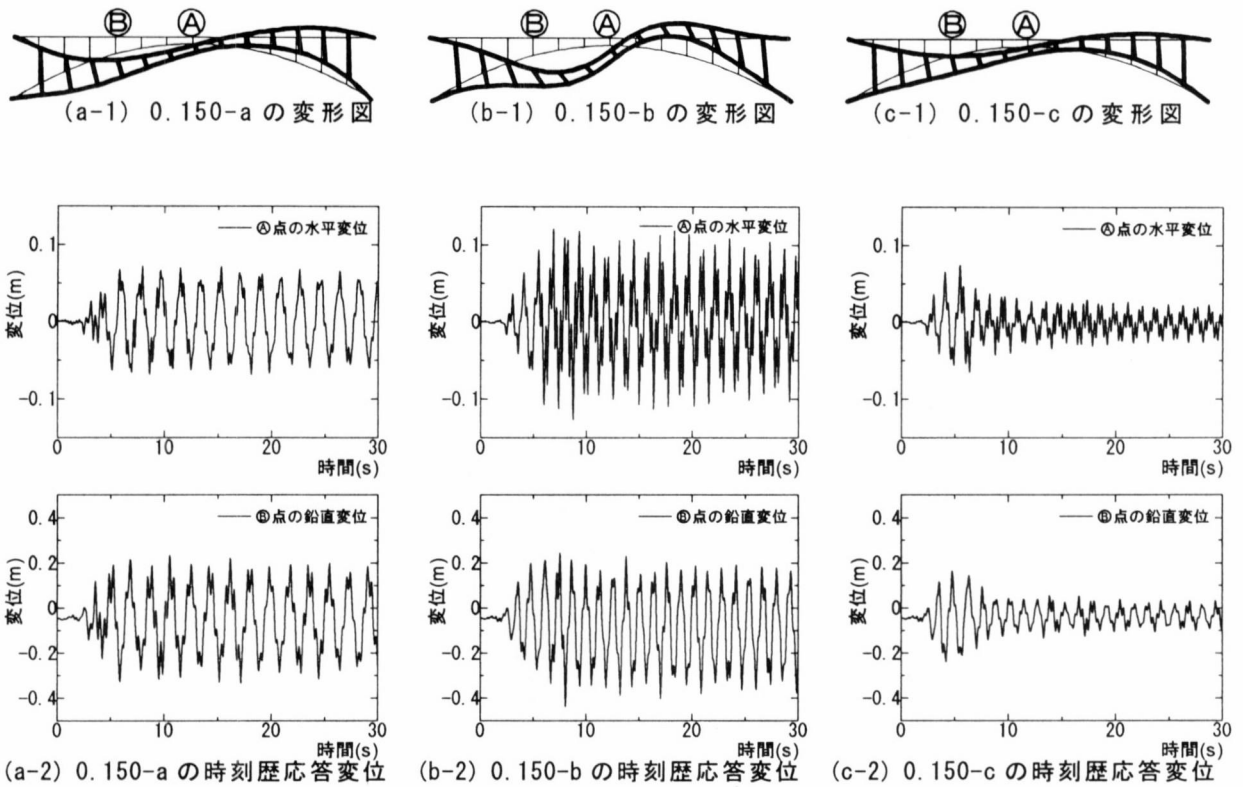 Ⓑ Ⓐ
(a-1) 0.150-a の変形図
Ⓑ Ⓐ
(b-1) 0.150-b の変形図
Ⓑ Ⓐ
(c-1) 0.150-c の変形図
Ⓐ点の水平変位
変位(m)
0.1
0
-0.1
0 10 20 30
時間(s)
Ⓐ点の水平変位
変位(m)
0.1
0
-0.1
0 10 20 30
時間(s)
Ⓐ点の水平変位
変位(m)
0.1
0
-0.1
0 10 20 30
時間(s)
Ⓑ点の鉛直変位
変位(m)
0.4
0.2
0
-0.2
-0.4
0 10 20 30
時間(s)
(a-2) 0.150-a の時刻歴応答変位
Ⓑ点の鉛直変位
変位(m)
0.4
0.2
0
-0.2
-0.4
0 10 20 30
時間(s)
(b-2) 0.150-b の時刻歴応答変位
Ⓑ点の鉛直変位
変位(m)
0.4
0.2
0
-0.2
-0.4
0 10 20 30
時間(s)
(c-2) 0.150-c の時刻歴応答変位